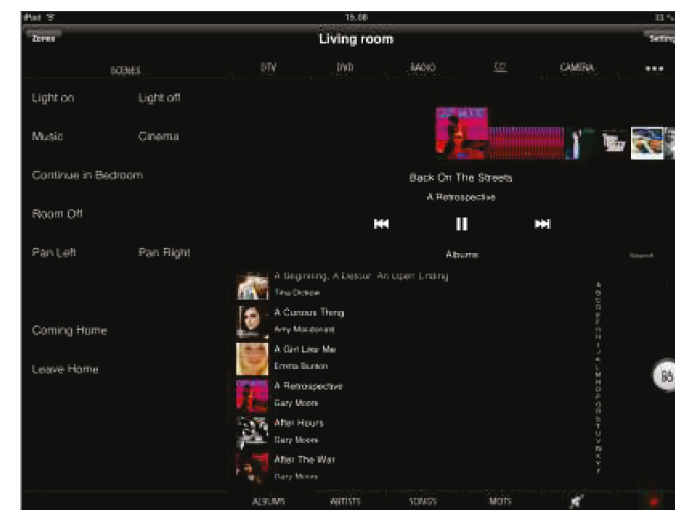 iPad 15.08
Zones Living room Settings
SCENES DTV DVD RADIO CD CAMERA •••
Light on Light off
Music Cinema
Continue in Bedroom
Back On The Streets
A Retrospective
Room Off
Pan Left Pan Right Albums Search
A Beginning, A Detour, An Open Ending
Tina Dickow
A Curious Thing
Amy Macdonald
Coming Home
A Girl Like Me
Emma Bunton
Leave Home
A Retrospective
Gary Moore
After Hours
Gary Moore
After The War
Gary Moore
ALBUMS ARTISTS SONGS MOTS